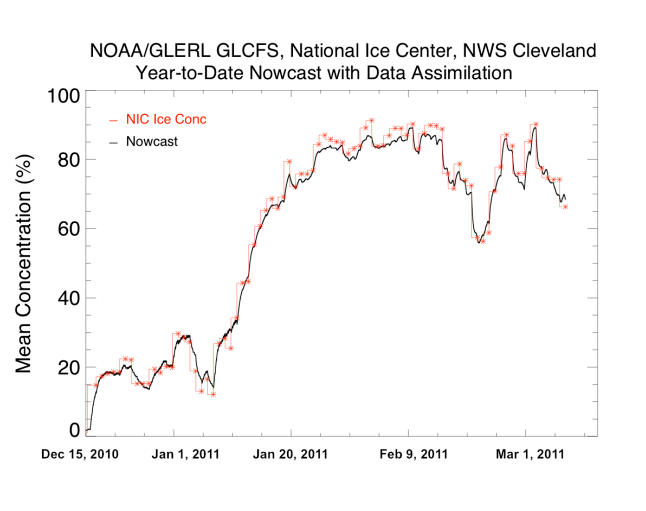 NOAA/GLERL GLCFS, National Ice Center, NWS Cleveland
Year-to-Date Nowcast with Data Assimilation
100
NIC Ice Conc
Nowcast
80
Mean Concentration (%)
60
40
20
0
Dec 15, 2010 Jan 1, 2011 Jan 20, 2011 Feb 9, 2011 Mar 1, 2011